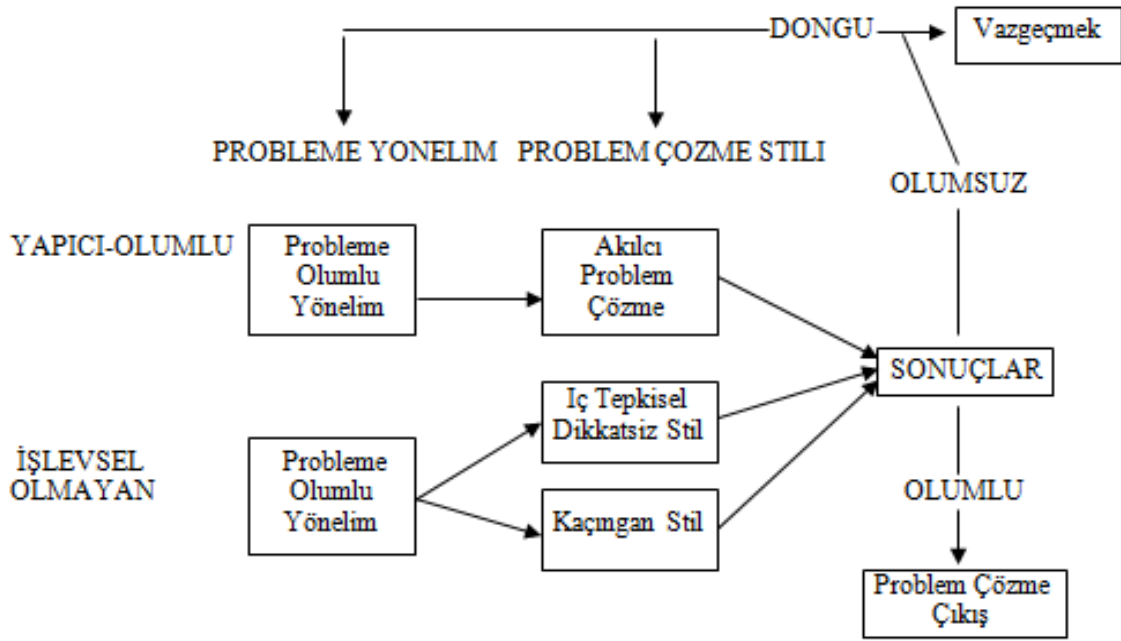 DONGU
Vazgeçmek
PROBLEME YONELIM PROBLEM ÇOZME STILI
OLUMSUZ
YAPICI-OLUMLU
Probleme
Olumlu
Yönelim
Akılcı
Problem
Çözme
SONUÇLAR
Iç Tepkisel
Dikkatsiz Stil
İŞLEVSEL
OLMAYAN
Probleme
Olumlu
Yönelim
Kaçıngan Stil
OLUMLU
Problem Çözme
Çıkış